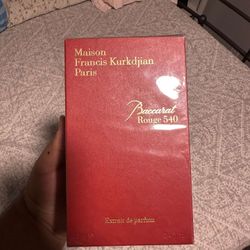 Maison
Francis Kurkdjian
Paris
Baccarat
Rouge 540
Extrait de parfum